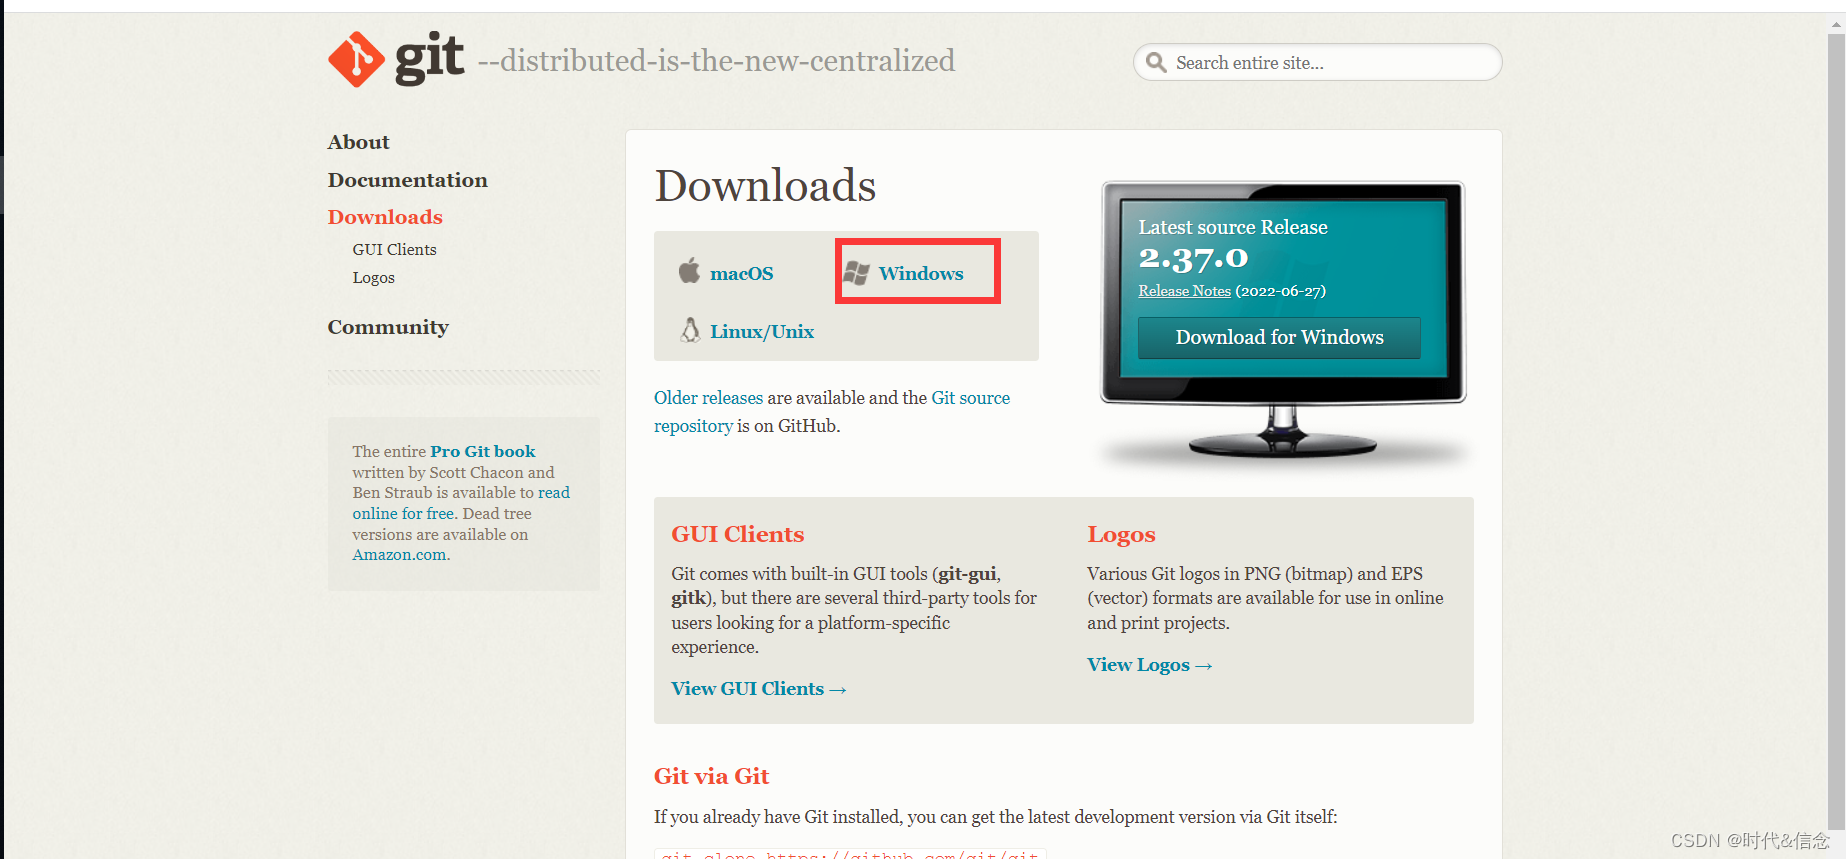 git --distributed-is-the-new-centralized
Search entire site...
About
Documentation
Downloads
GUI Clients
Logos
Community
The entire Pro Git book
written by Scott Chacon and
Ben Straub is available to read
online for free. Dead tree
versions are available on
Amazon.com.
Downloads
macOS
Windows
Linux/Unix
Older releases are available and the Git source
repository is on GitHub.
Latest source Release
2.37.0
Release Notes (2022-06-27)
Download for Windows
GUI Clients
Git comes with built-in GUI tools (git-gui,
gitk), but there are several third-party tools for
users looking for a platform-specific
experience.
View GUI Clients →
Logos
Various Git logos in PNG (bitmap) and EPS
(vector) formats are available for use in online
and print projects.
View Logos →
Git via Git
If you already have Git installed, you can get the latest development version via Git itself:
git clone https://github.com/git/git
CSDN @时代&信念